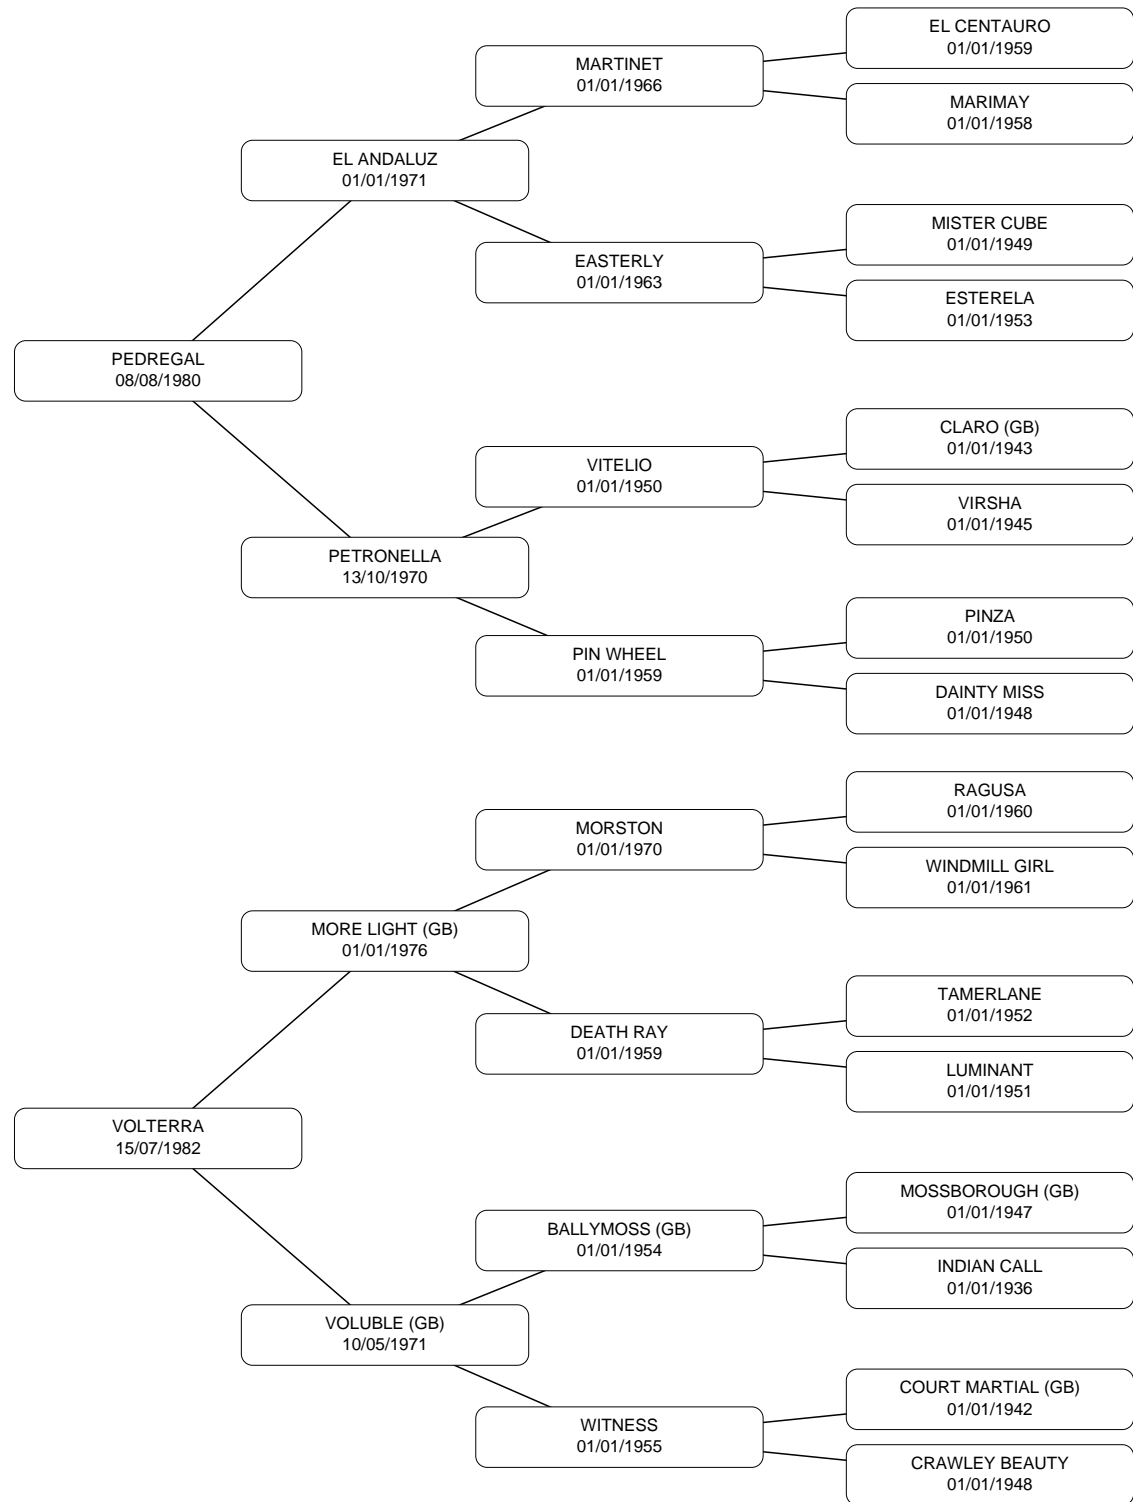 EL CENTAURO
01/01/1959
MARTINET
01/01/1966
MARIMAY
01/01/1958
EL ANDALUZ
01/01/1971
MISTER CUBE
01/01/1949
EASTERLY
01/01/1963
ESTERELA
01/01/1953
PEDREGAL
08/08/1980
CLARO (GB)
01/01/1943
VITELIO
01/01/1950
VIRSHA
01/01/1945
PETRONELLA
13/10/1970
PINZA
01/01/1950
PIN WHEEL
01/01/1959
DAINTY MISS
01/01/1948
RAGUSA
01/01/1960
MORSTON
01/01/1970
WINDMILL GIRL
01/01/1961
MORE LIGHT (GB)
01/01/1976
TAMERLANE
01/01/1952
DEATH RAY
01/01/1959
LUMINANT
01/01/1951
VOLTERRA
15/07/1982
MOSSBOROUGH (GB)
01/01/1947
BALLYMOSS (GB)
01/01/1954
INDIAN CALL
01/01/1936
VOLUBLE (GB)
10/05/1971
COURT MARTIAL (GB)
01/01/1942
WITNESS
01/01/1955
CRAWLEY BEAUTY
01/01/1948